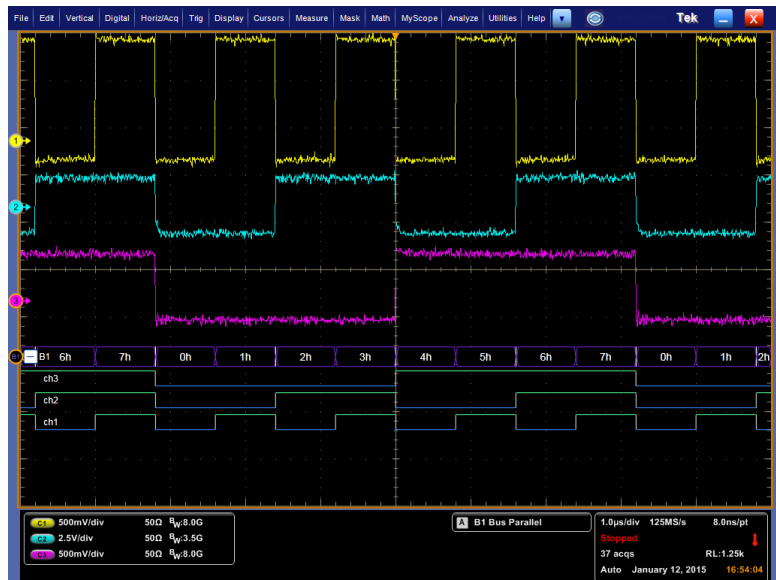 File Edit Vertical Digital Horiz/Acq Trig Display Cursors Measure Mask Math MyScope Analyze Utilities Help Tek X
1
2
3
B1 B1 6h 7h 0h 1h 2h 3h 4h 5h 6h 7h 0h 1h 2h
ch3
ch2
ch1
C1 500mV/div 50Ω BW:8.0G
C2 2.5V/div 50Ω BW:3.5G
C3 500mV/div 50Ω BW:8.0G
A B1 Bus Parallel
1.0µs/div 125MS/s 8.0ns/pt
Stopped
37 acqs RL:1.25k
Auto January 12, 2015 16:54:04